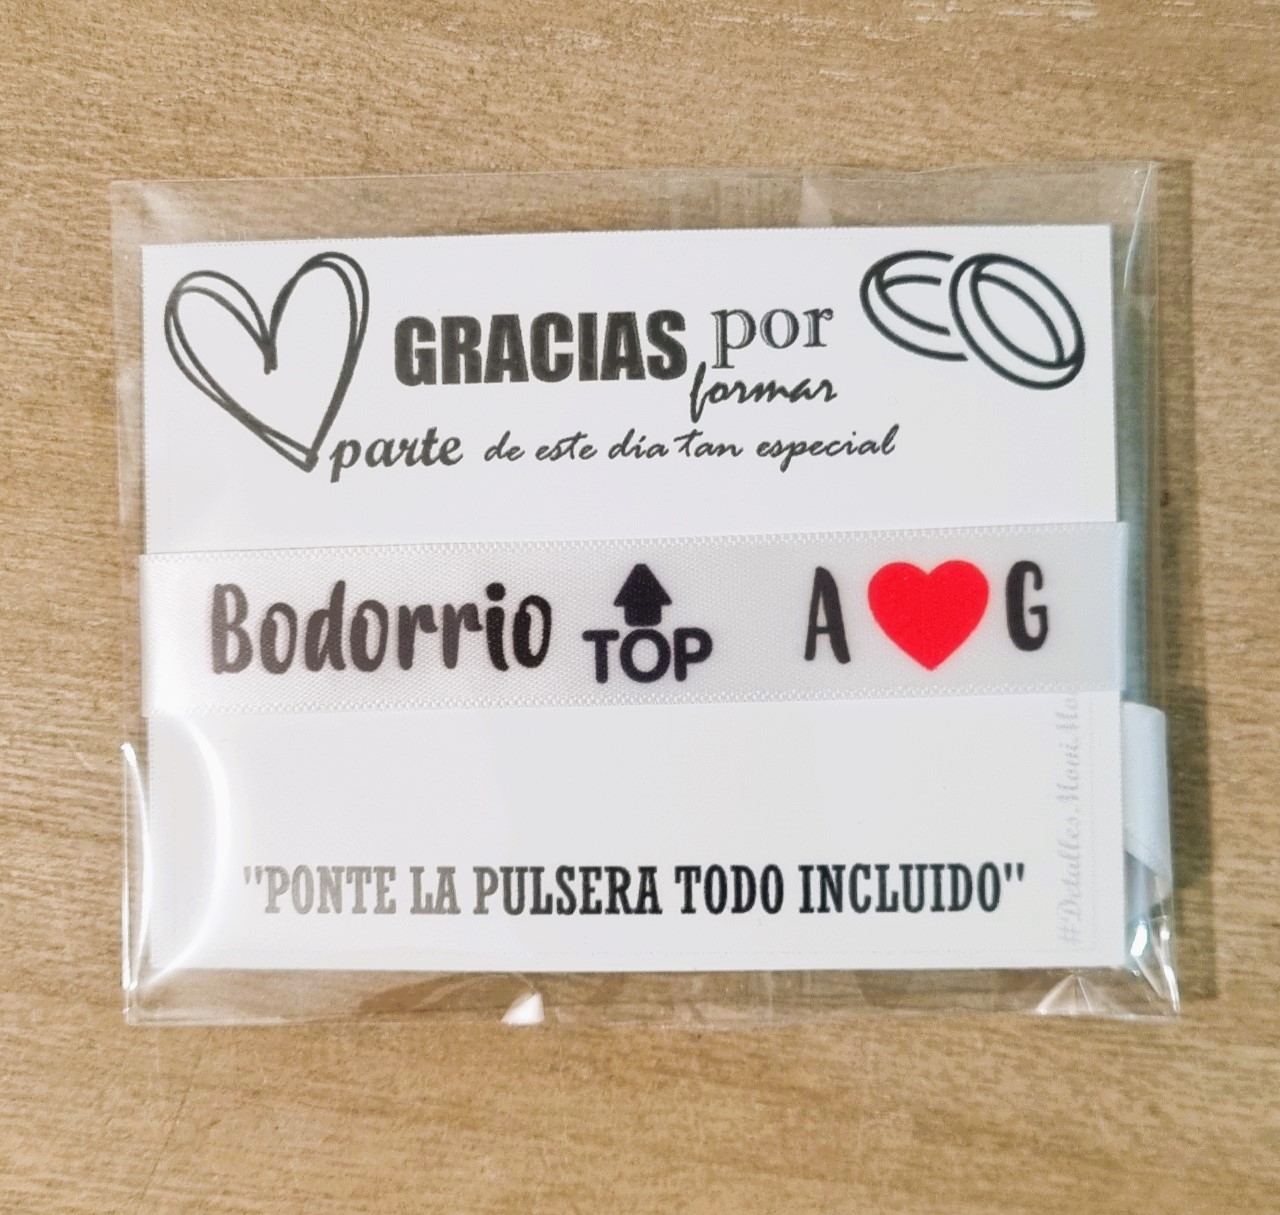 GRACIAS por
formar
parte de este día tan especial
Bodorrio TOP A G
"PONTE LA PULSERA TODO INCLUIDO"